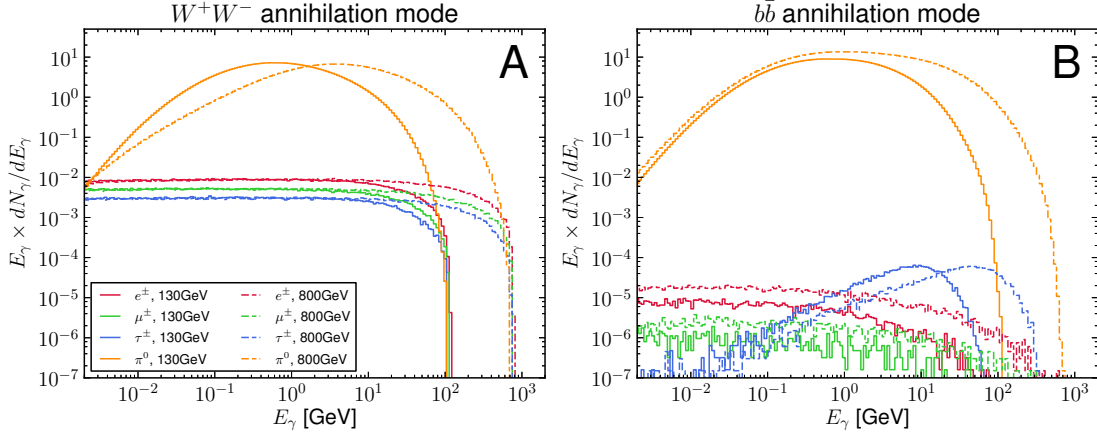 W⁺W⁻ annihilation mode
A
10¹
10⁰
10⁻¹
10⁻²
10⁻³
10⁻⁴
10⁻⁵
10⁻⁶
10⁻⁷
E_γ × dN_γ/dE_γ
e±, 130GeV
μ±, 130GeV
τ±, 130GeV
π⁰, 130GeV
e±, 800GeV
μ±, 800GeV
τ±, 800GeV
π⁰, 800GeV
10⁻² 10⁻¹ 10⁰ 10¹ 10² 10³
E_γ [GeV]
bb̄ annihilation mode
B
10¹
10⁰
10⁻¹
10⁻²
10⁻³
10⁻⁴
10⁻⁵
10⁻⁶
10⁻⁷
E_γ × dN_γ/dE_γ
10⁻² 10⁻¹ 10⁰ 10¹ 10² 10³
E_γ [GeV]